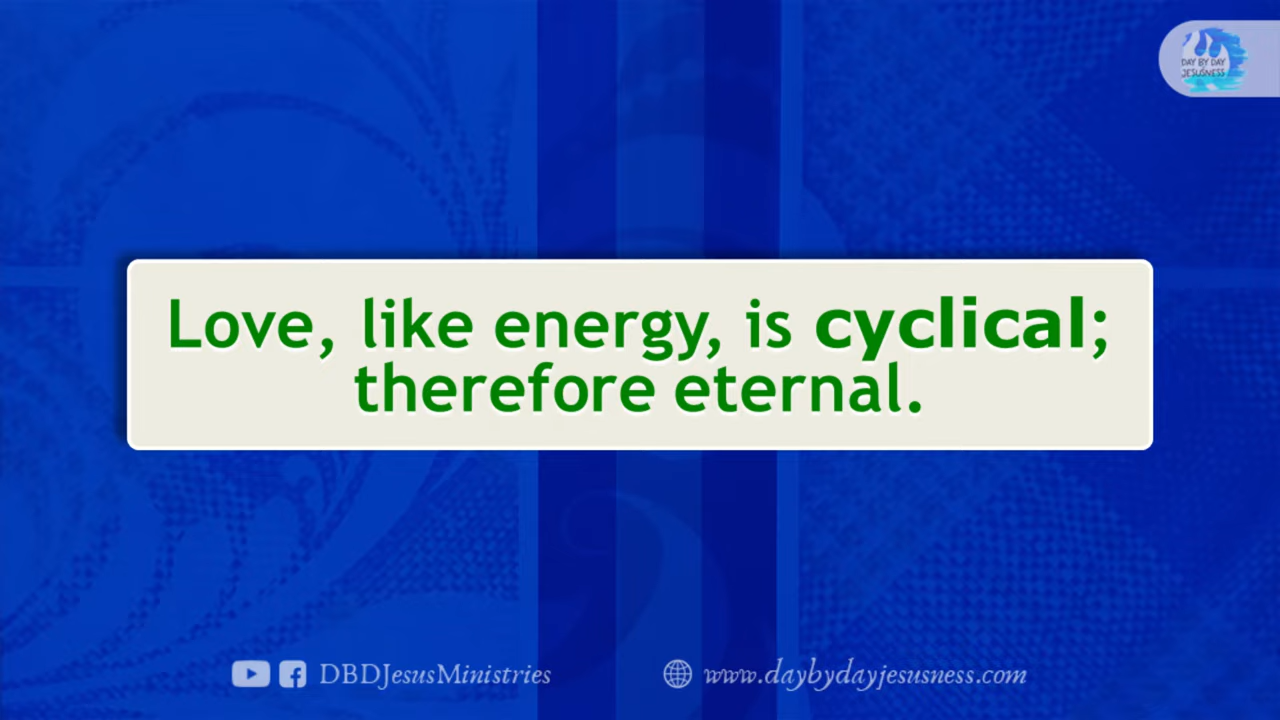 DAY BY DAY
JESUSNESS
Love, like energy, is cyclical;
therefore eternal.
DBDJesusMinistries
www.daybydayjesusness.com